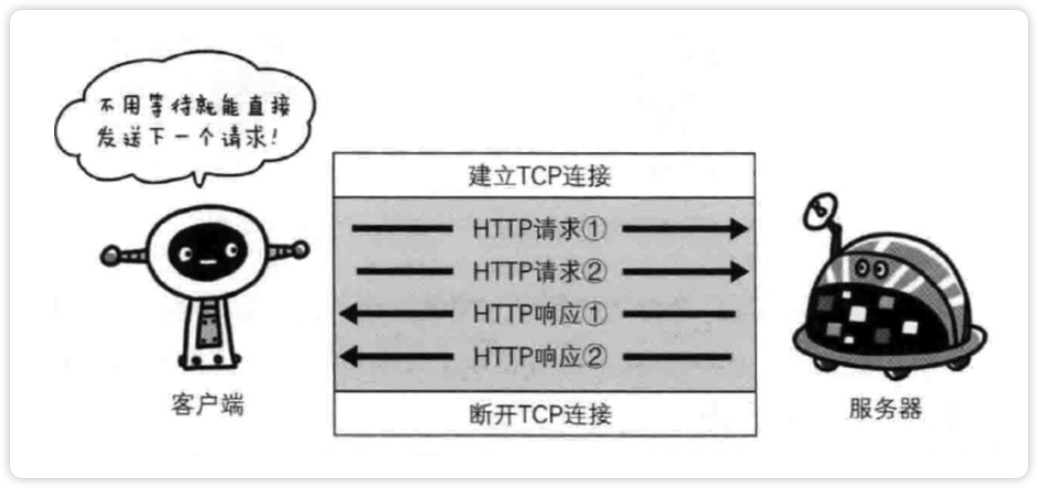 不用等待就能直接
发送下一个请求!
建立TCP连接
HTTP请求①
HTTP请求②
HTTP响应①
HTTP响应②
断开TCP连接
客户端
服务器